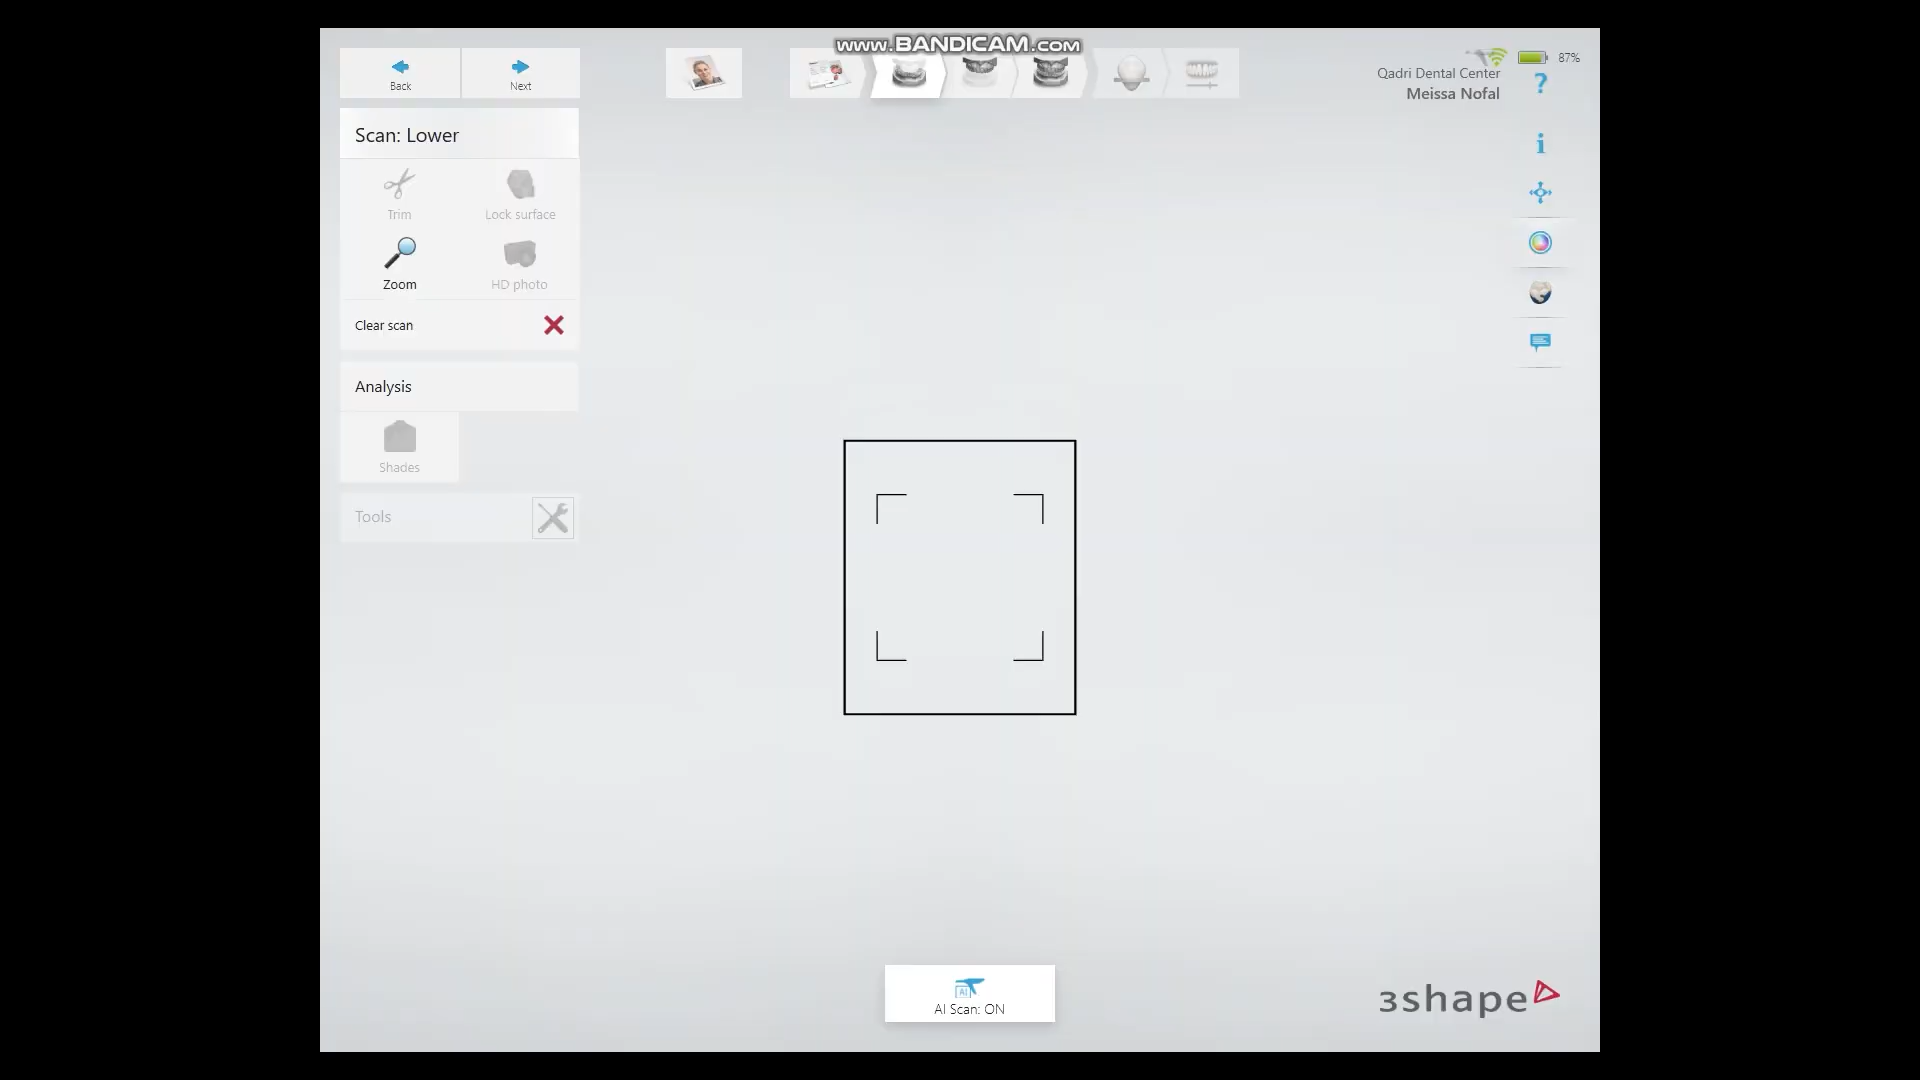 www.BANDICAM.com
Back
Next
87%
Qadri Dental Center
?
Meissa Nofal
Scan: Lower
i
Trim
Lock surface
Zoom
HD photo
Clear scan
Analysis
Shades
Tools
AI
AI Scan: ON
3shape